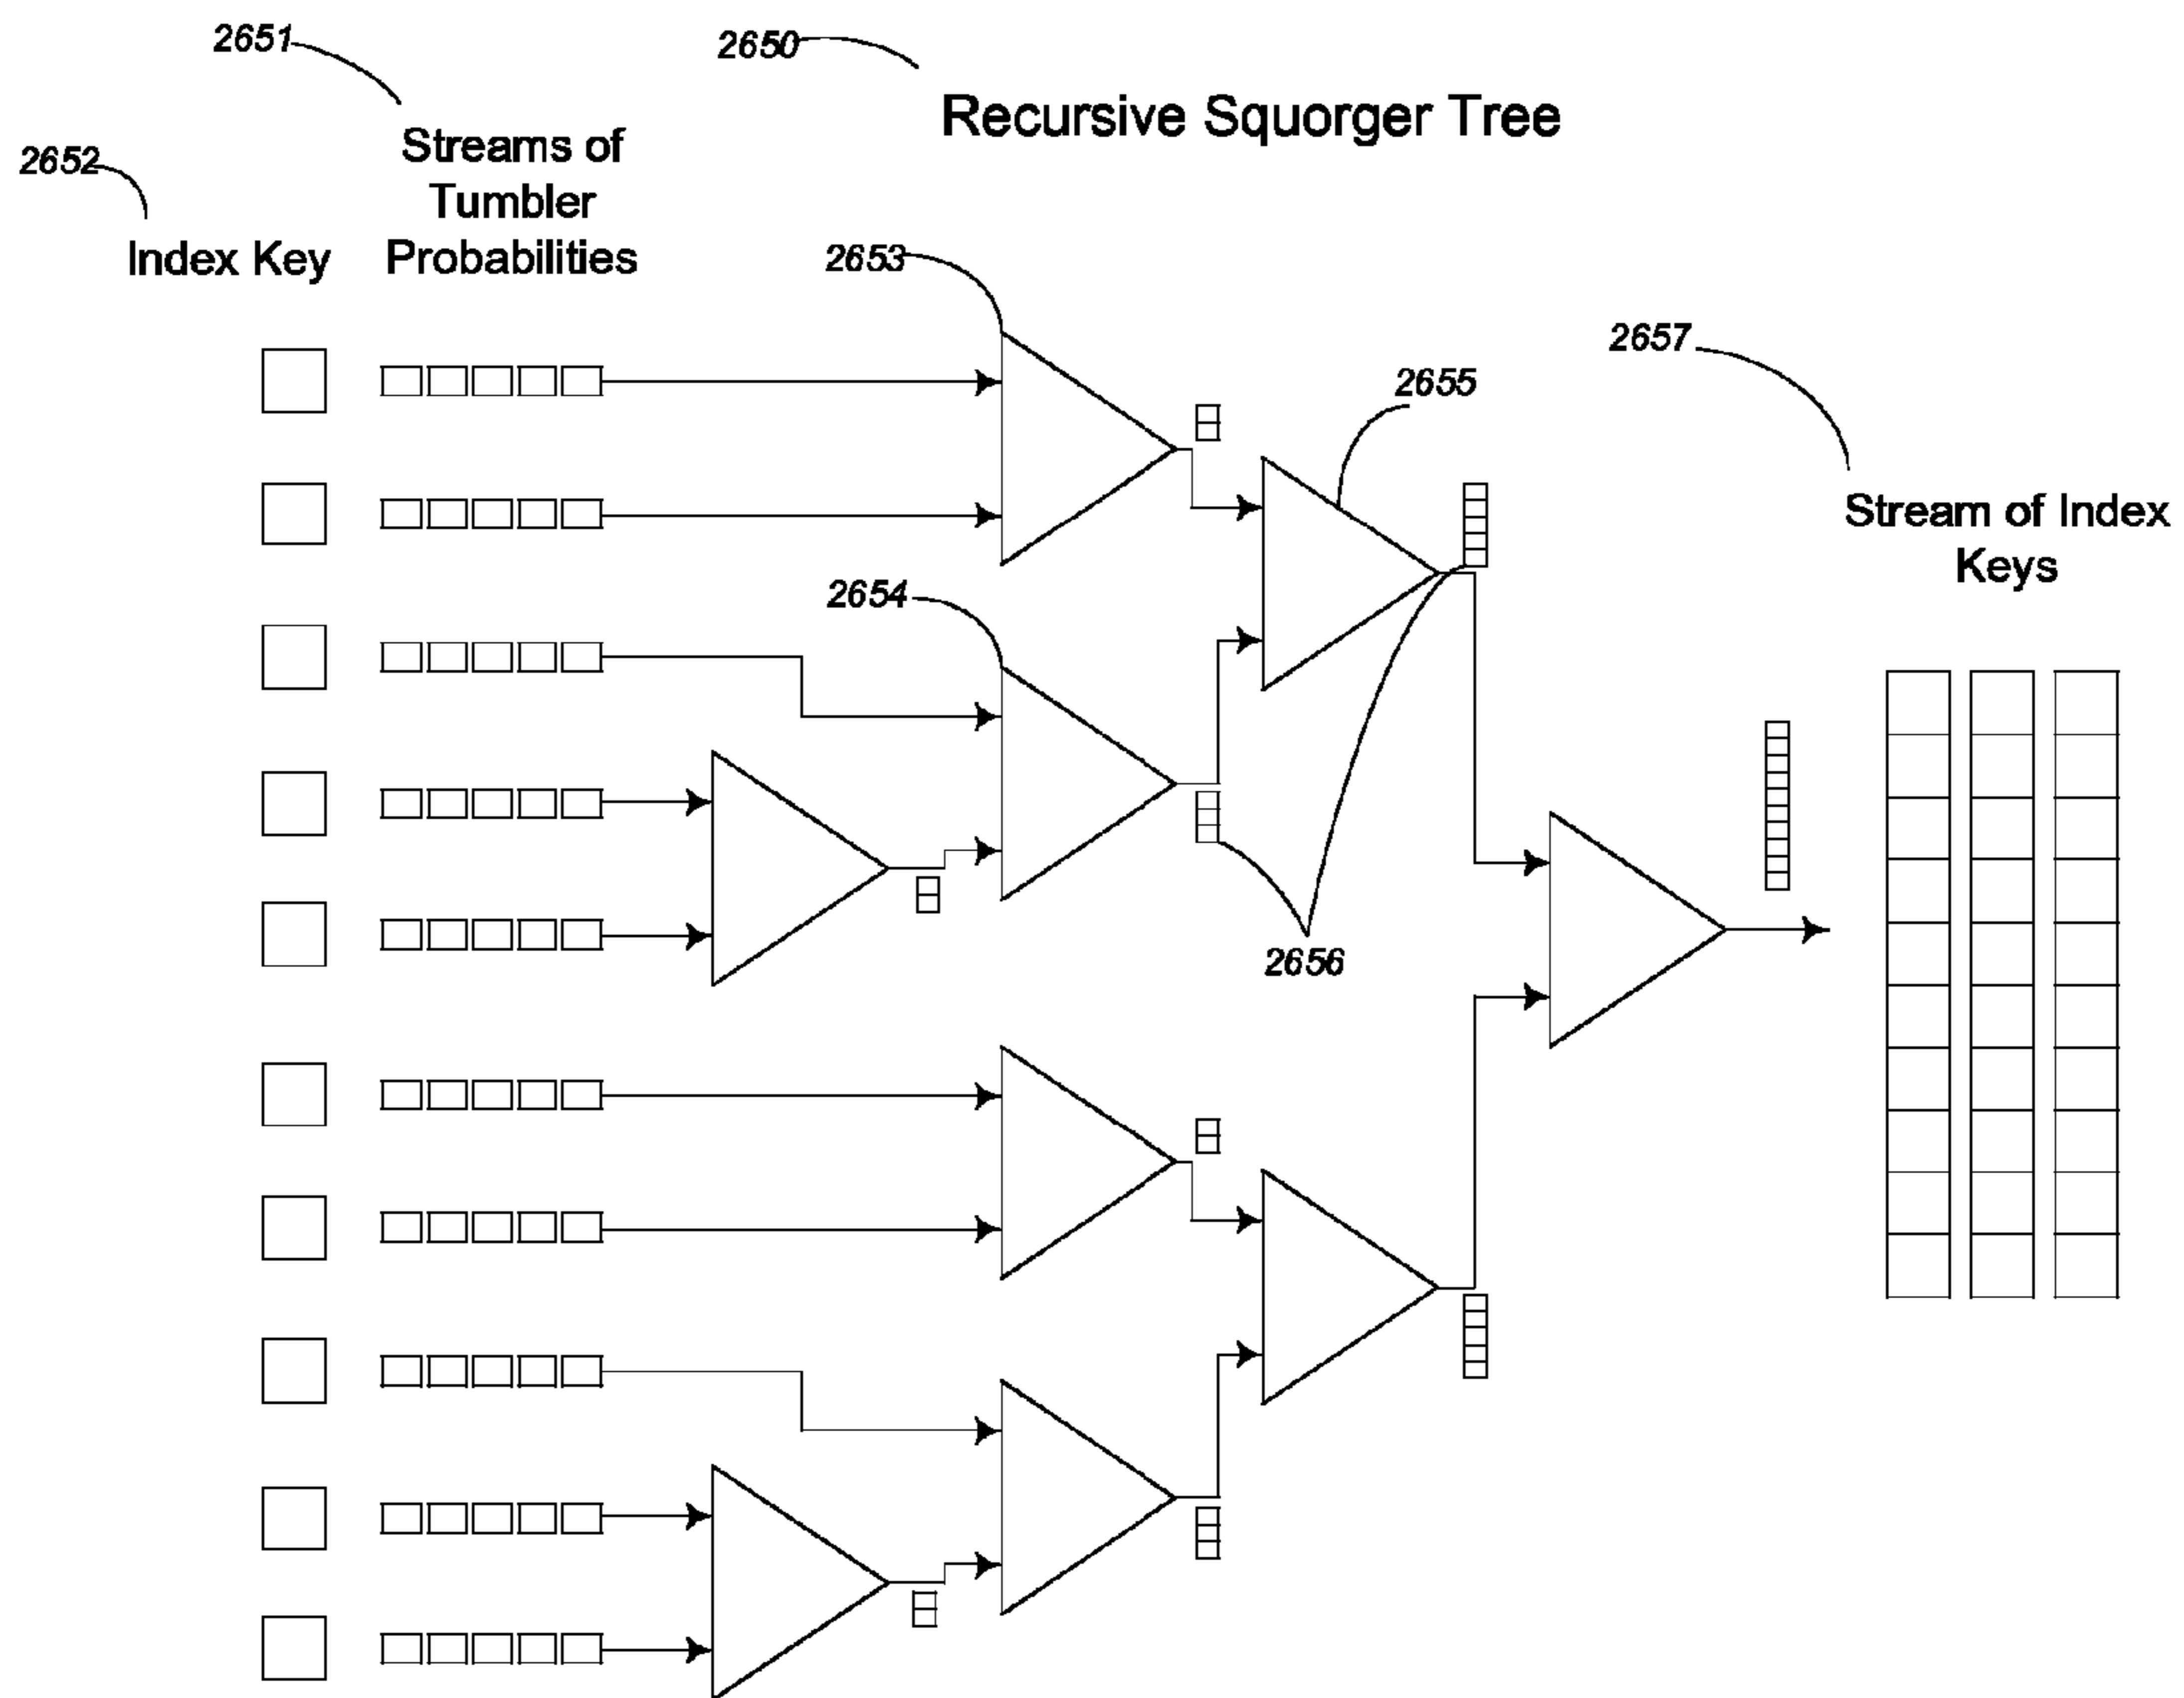 2651
2650
Recursive Squorger Tree
2652
Streams of
Tumbler
Probabilities
Index Key
2653
2657
2655
Stream of Index
Keys
2654
2656